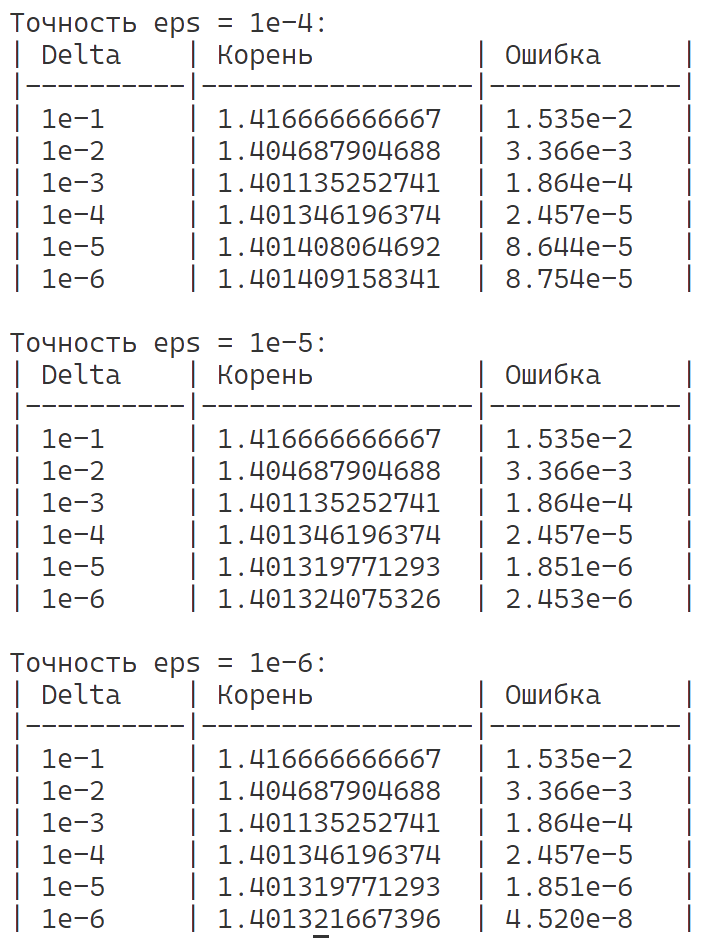 Точность eps = 1e-4:
| Delta    | Корень          | Ошибка     |
|----------|-----------------|------------|
| 1e-1     | 1.416666666667  | 1.535e-2   |
| 1e-2     | 1.404687904688  | 3.366e-3   |
| 1e-3     | 1.401135252741  | 1.864e-4   |
| 1e-4     | 1.401346196374  | 2.457e-5   |
| 1e-5     | 1.401408064692  | 8.644e-5   |
| 1e-6     | 1.401409158341  | 8.754e-5   |

Точность eps = 1e-5:
| Delta    | Корень          | Ошибка     |
|----------|-----------------|------------|
| 1e-1     | 1.416666666667  | 1.535e-2   |
| 1e-2     | 1.404687904688  | 3.366e-3   |
| 1e-3     | 1.401135252741  | 1.864e-4   |
| 1e-4     | 1.401346196374  | 2.457e-5   |
| 1e-5     | 1.401319771293  | 1.851e-6   |
| 1e-6     | 1.401324075326  | 2.453e-6   |

Точность eps = 1e-6:
| Delta    | Корень          | Ошибка     |
|----------|-----------------|------------|
| 1e-1     | 1.416666666667  | 1.535e-2   |
| 1e-2     | 1.404687904688  | 3.366e-3   |
| 1e-3     | 1.401135252741  | 1.864e-4   |
| 1e-4     | 1.401346196374  | 2.457e-5   |
| 1e-5     | 1.401319771293  | 1.851e-6   |
| 1e-6     | 1.401321667396  | 4.520e-8   |